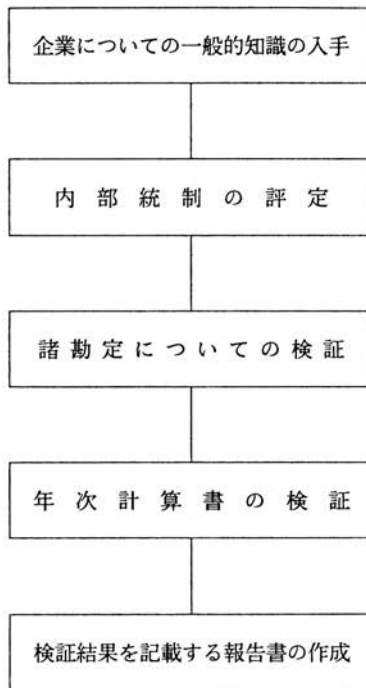 企業についての一般的知識の入手
内部統制の評定
諸勘定についての検証
年次計算書の検証
検証結果を記載する報告書の作成